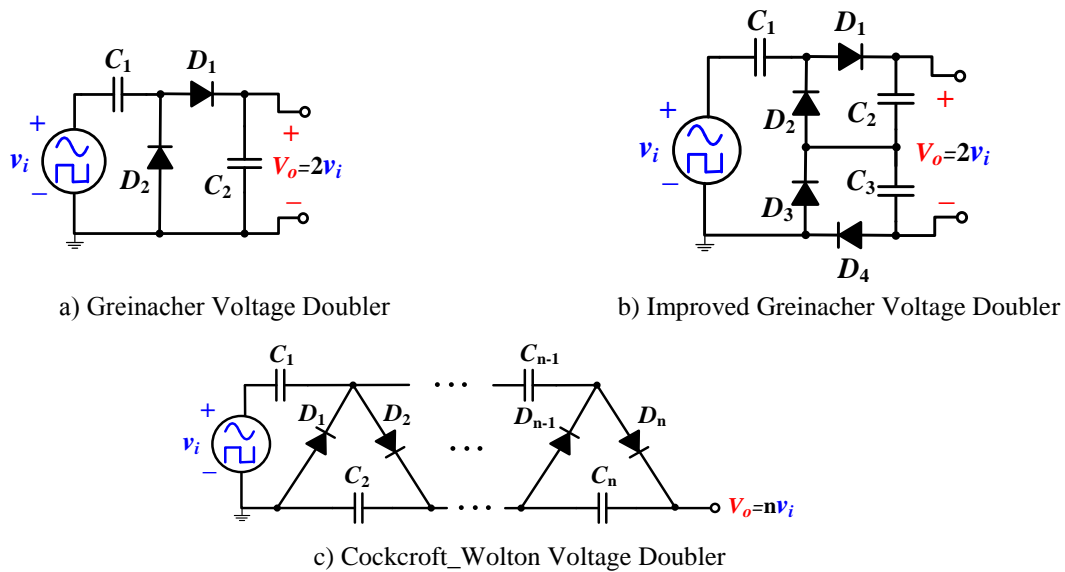 C1
D1
+
vi
−
D2
C2
+
Vo=2vi
−
a) Greinacher Voltage Doubler
C1
D1
+
vi
−
D2
C2
+
Vo=2vi
C3
D3
−
D4
b) Improved Greinacher Voltage Doubler
C1
Cn-1
+
vi
−
D1
D2
...
Dn-1
Dn
...
C2
Cn
...
Vo=nvi
c) Cockcroft_Wolton Voltage Doubler